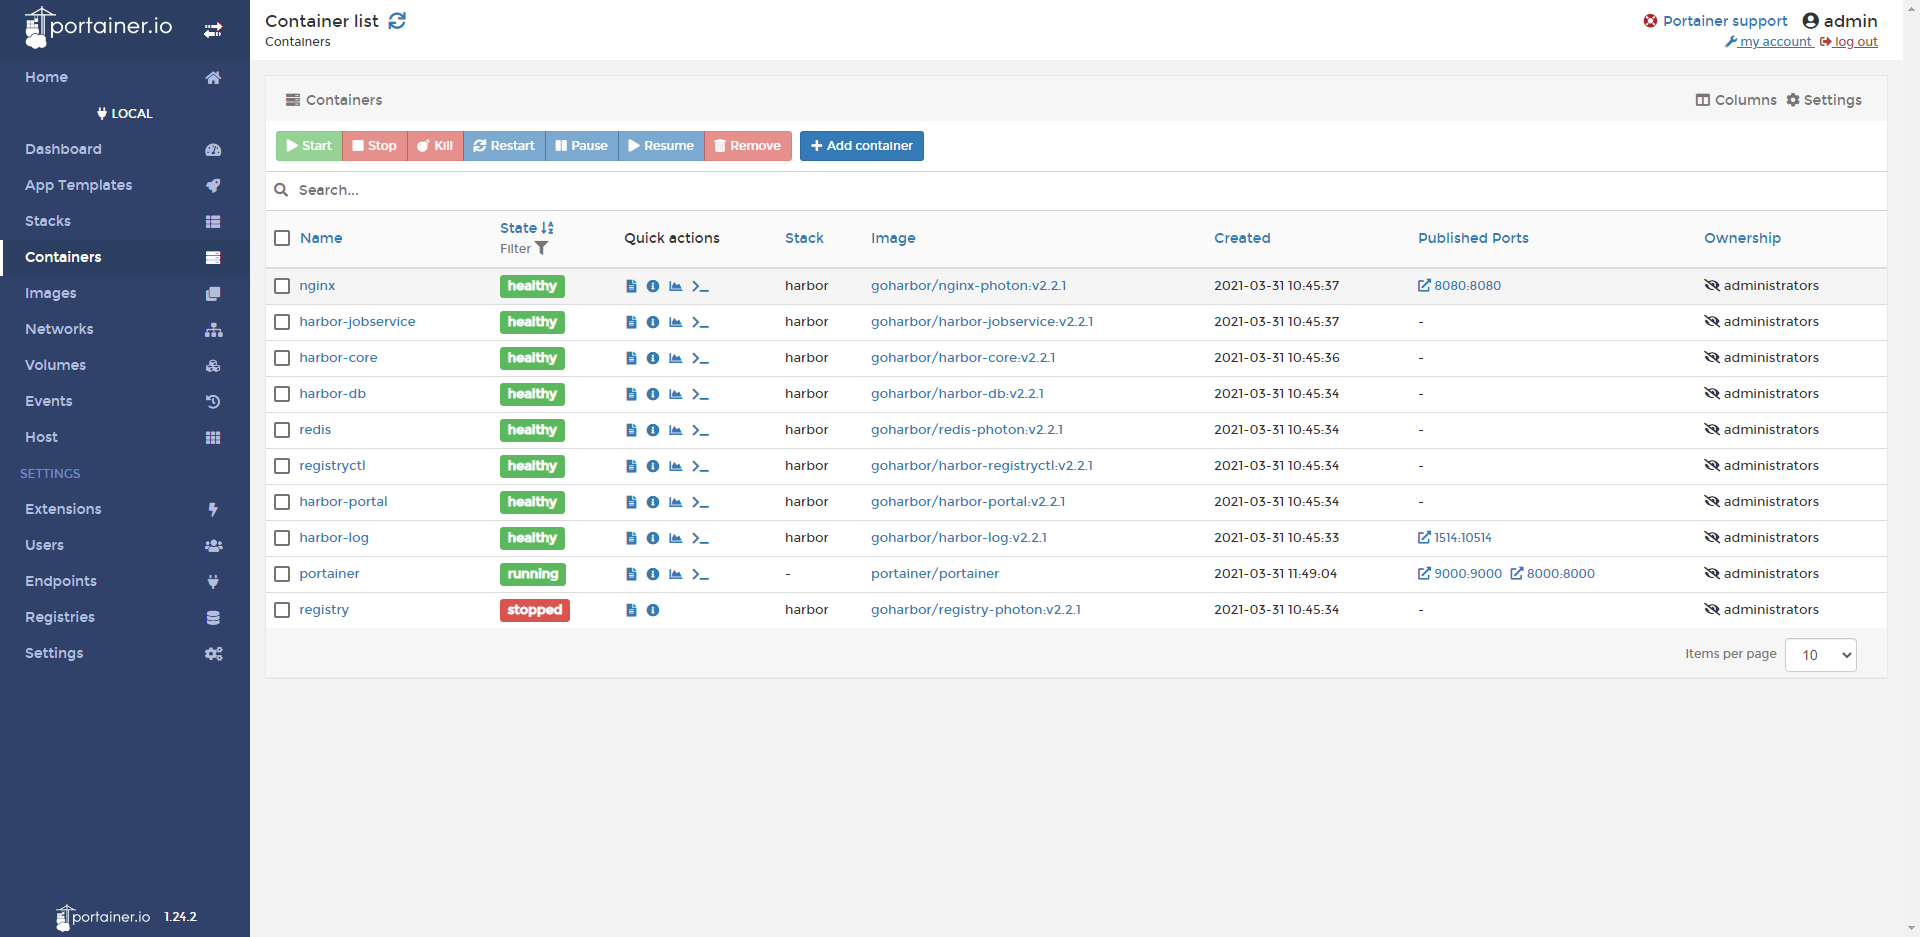 portainer.io
Home
LOCAL
Dashboard
App Templates
Stacks
Containers
Images
Networks
Volumes
Events
Host
SETTINGS
Extensions
Users
Endpoints
Registries
Settings
portainer.io 1.24.2
Container list
Containers
Portainer support admin
my account log out
Containers
Columns Settings
Start Stop Kill Restart Pause Resume Remove Add container
Search...
Name State Filter Quick actions Stack Image Created Published Ports Ownership
nginx healthy harbor goharbor/nginx-photon:v2.2.1 2021-03-31 10:45:37 8080:8080 administrators
harbor-jobservice healthy harbor goharbor/harbor-jobservice:v2.2.1 2021-03-31 10:45:37 - administrators
harbor-core healthy harbor goharbor/harbor-core:v2.2.1 2021-03-31 10:45:36 - administrators
harbor-db healthy harbor goharbor/harbor-db:v2.2.1 2021-03-31 10:45:34 - administrators
redis healthy harbor goharbor/redis-photon:v2.2.1 2021-03-31 10:45:34 - administrators
registryctl healthy harbor goharbor/harbor-registryctl:v2.2.1 2021-03-31 10:45:34 - administrators
harbor-portal healthy harbor goharbor/harbor-portal:v2.2.1 2021-03-31 10:45:34 - administrators
harbor-log healthy harbor goharbor/harbor-log:v2.2.1 2021-03-31 10:45:33 1514:10514 administrators
portainer running - portainer/portainer 2021-03-31 11:49:04 9000:9000 8000:8000 administrators
registry stopped harbor goharbor/registry-photon:v2.2.1 2021-03-31 10:45:34 - administrators
Items per page 10